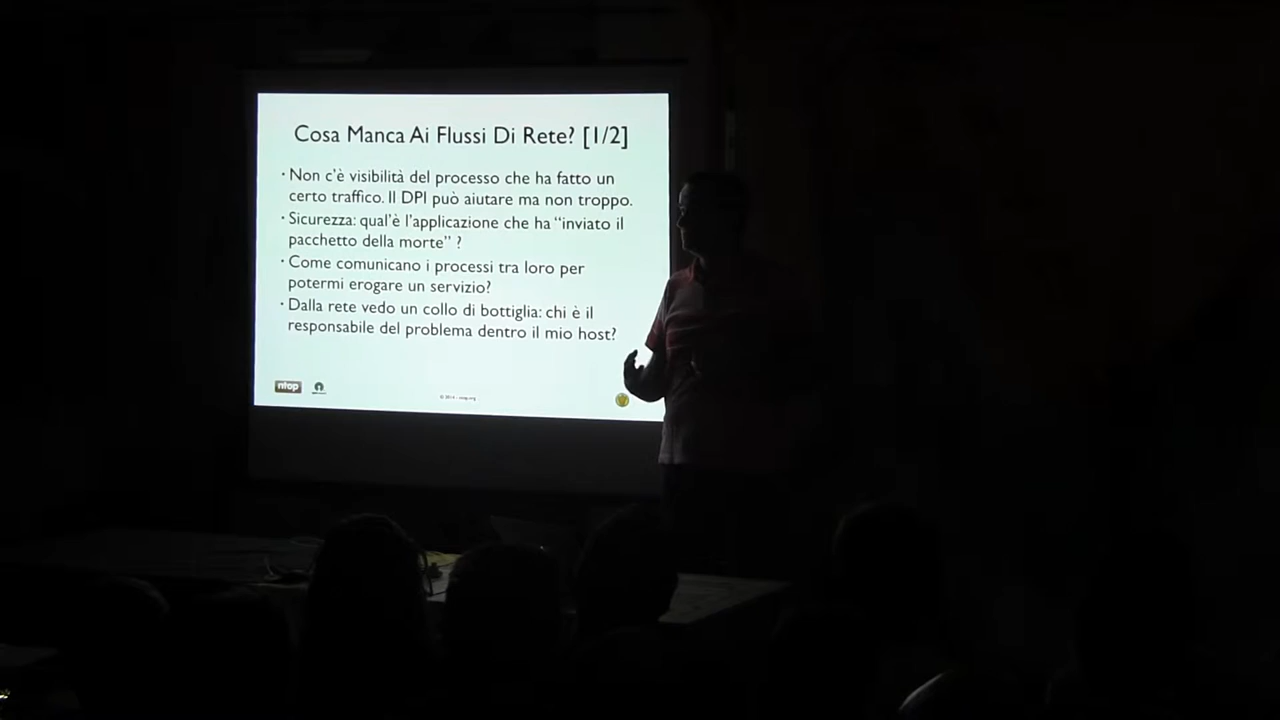 Cosa Manca Ai Flussi Di Rete? [1/2]
· Non c'è visibilità del processo che ha fatto un
certo traffico. Il DPI può aiutare ma non troppo.
· Sicurezza: qual'è l'applicazione che ha “inviato il
pacchetto della morte” ?
· Come comunicano i processi tra loro per
potermi erogare un servizio?
· Dalla rete vedo un collo di bottiglia: chi è il
responsabile del problema dentro il mio host?
ntop
© 2014 - ntop.org